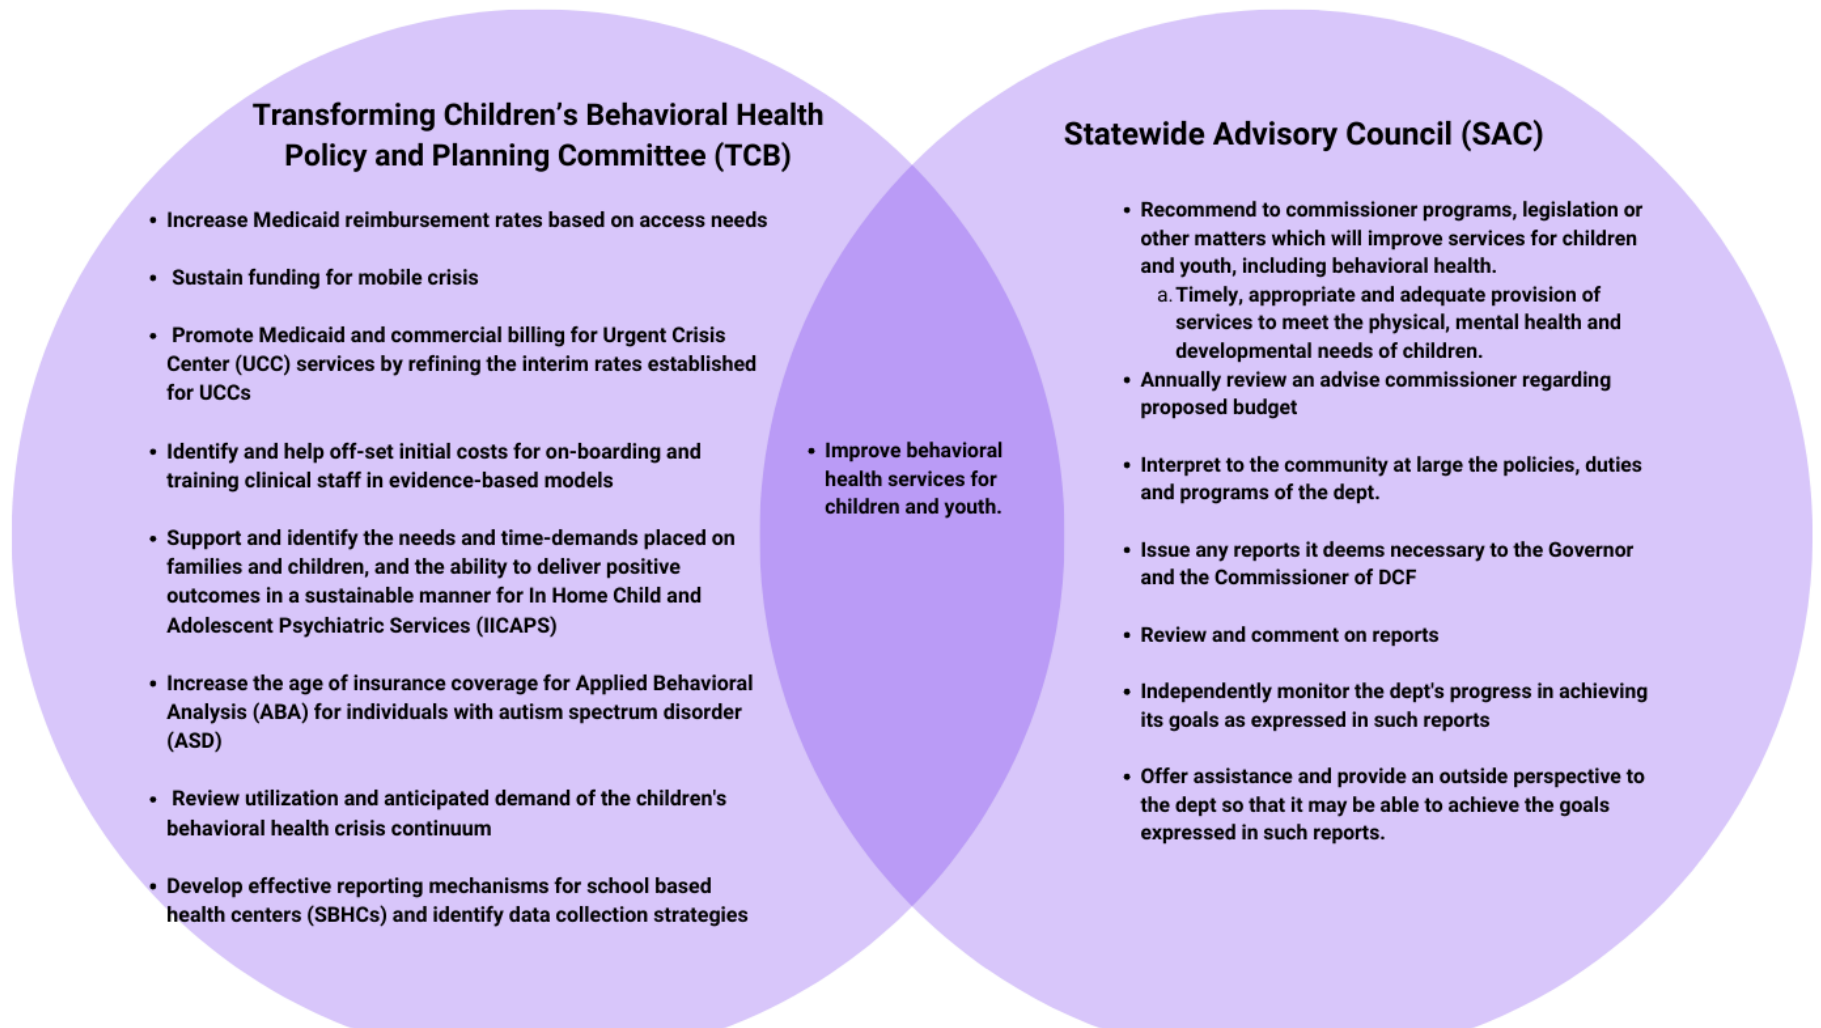 Transforming Children’s Behavioral Health
Policy and Planning Committee (TCB)
• Increase Medicaid reimbursement rates based on access needs
• Sustain funding for mobile crisis
• Promote Medicaid and commercial billing for Urgent Crisis
Center (UCC) services by refining the interim rates established
for UCCs
• Identify and help off-set initial costs for on-boarding and
training clinical staff in evidence-based models
• Support and identify the needs and time-demands placed on
families and children, and the ability to deliver positive
outcomes in a sustainable manner for In Home Child and
Adolescent Psychiatric Services (IICAPS)
• Increase the age of insurance coverage for Applied Behavioral
Analysis (ABA) for individuals with autism spectrum disorder
(ASD)
• Review utilization and anticipated demand of the children's
behavioral health crisis continuum
• Develop effective reporting mechanisms for school based
health centers (SBHCs) and identify data collection strategies
• Improve behavioral
health services for
children and youth.
Statewide Advisory Council (SAC)
• Recommend to commissioner programs, legislation or
other matters which will improve services for children
and youth, including behavioral health.
a. Timely, appropriate and adequate provision of
services to meet the physical, mental health and
developmental needs of children.
• Annually review an advise commissioner regarding
proposed budget
• Interpret to the community at large the policies, duties
and programs of the dept.
• Issue any reports it deems necessary to the Governor
and the Commissioner of DCF
• Review and comment on reports
• Independently monitor the dept's progress in achieving
its goals as expressed in such reports
• Offer assistance and provide an outside perspective to
the dept so that it may be able to achieve the goals
expressed in such reports.